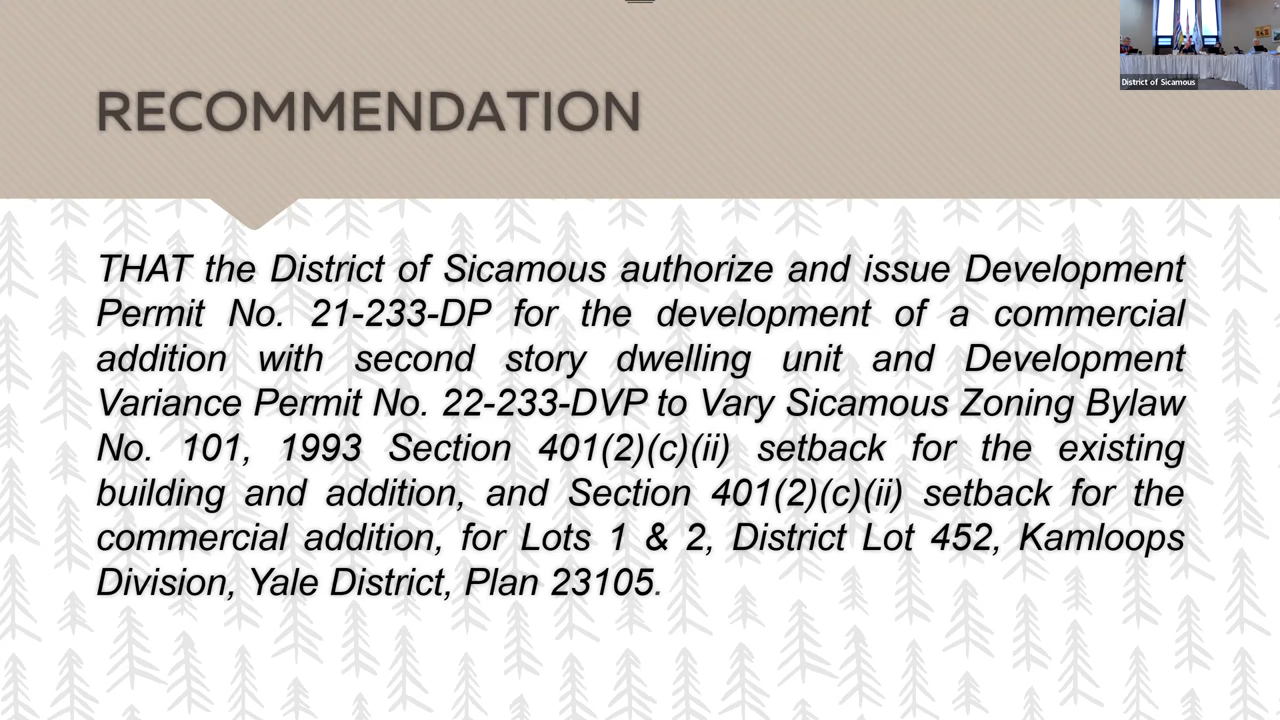 District of Sicamous
RECOMMENDATION
THAT the District of Sicamous authorize and issue Development
Permit No. 21-233-DP for the development of a commercial
addition with second story dwelling unit and Development
Variance Permit No. 22-233-DVP to Vary Sicamous Zoning Bylaw
No. 101, 1993 Section 401(2)(c)(ii) setback for the existing
building and addition, and Section 401(2)(c)(ii) setback for the
commercial addition, for Lots 1 & 2, District Lot 452, Kamloops
Division, Yale District, Plan 23105.